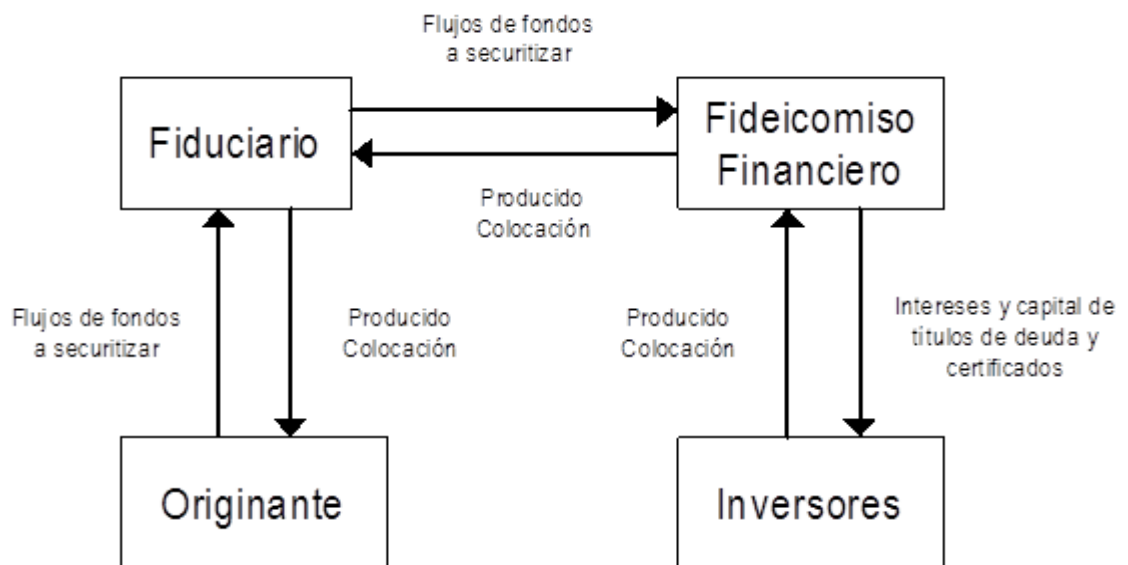 Flujos de fondos
a securitizar
Fiduciario
Fideicomiso
Financiero
Producido
Colocación
Flujos de fondos
a securitizar
Producido
Colocación
Producido
Colocación
Intereses y capital de
títulos de deuda y
certificados
Originante
Inversores